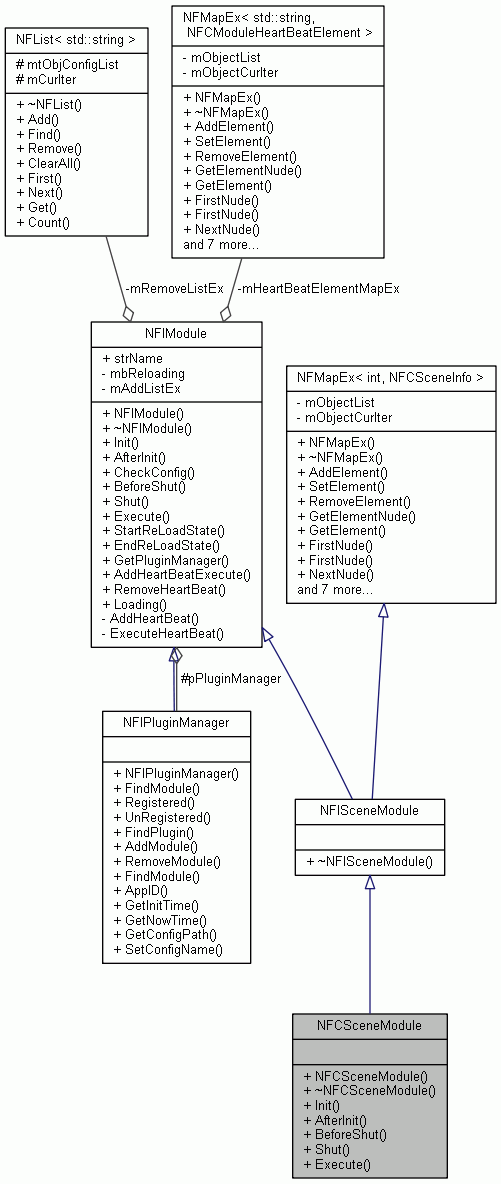 NFList< std::string >
# mtObjConfigList
# mCurIter
+ ~NFList()
+ Add()
+ Find()
+ Remove()
+ ClearAll()
+ First()
+ Next()
+ Get()
+ Count()
NFMapEx< std::string,
NFCModuleHeartBeatElement >
- mObjectList
- mObjectCurIter
+ NFMapEx()
+ ~NFMapEx()
+ AddElement()
+ SetElement()
+ RemoveElement()
+ GetElementNude()
+ GetElement()
+ FirstNude()
+ FirstNude()
+ NextNude()
and 7 more...
-mRemoveListEx
-mHeartBeatElementMapEx
NFIModule
+ strName
- mbReloading
- mAddListEx
+ NFIModule()
+ ~NFIModule()
+ Init()
+ AfterInit()
+ CheckConfig()
+ BeforeShut()
+ Shut()
+ Execute()
+ StartReLoadState()
+ EndReLoadState()
+ GetPluginManager()
+ AddHeartBeatExecute()
+ RemoveHeartBeat()
+ Loading()
- AddHeartBeat()
- ExecuteHeartBeat()
NFMapEx< int, NFCSceneInfo >
- mObjectList
- mObjectCurIter
+ NFMapEx()
+ ~NFMapEx()
+ AddElement()
+ SetElement()
+ RemoveElement()
+ GetElementNude()
+ GetElement()
+ FirstNude()
+ FirstNude()
+ NextNude()
and 7 more...
#pPluginManager
NFIPluginManager
+ NFIPluginManager()
+ FindModule()
+ Registered()
+ UnRegistered()
+ FindPlugin()
+ AddModule()
+ RemoveModule()
+ FindModule()
+ AppID()
+ GetInitTime()
+ GetNowTime()
+ GetConfigPath()
+ SetConfigName()
NFISceneModule
+ ~NFISceneModule()
NFCSceneModule
+ NFCSceneModule()
+ ~NFCSceneModule()
+ Init()
+ AfterInit()
+ BeforeShut()
+ Shut()
+ Execute()